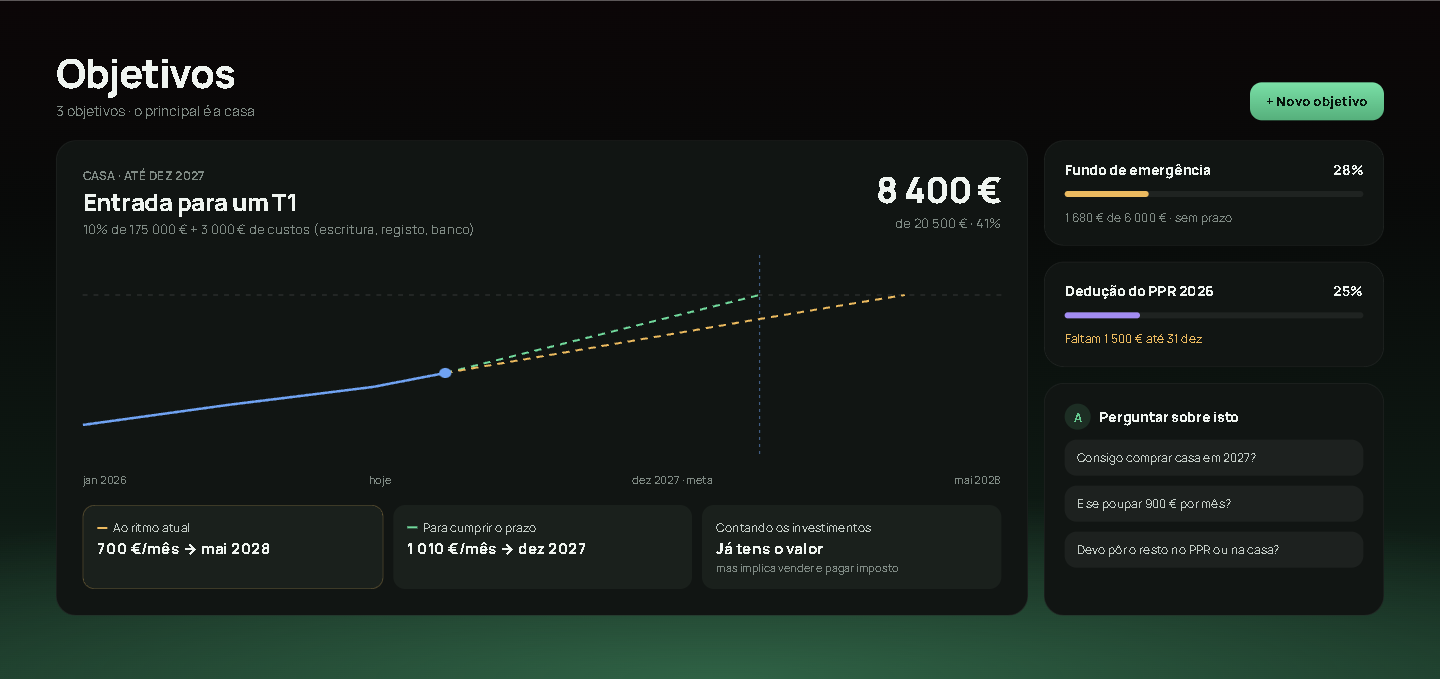 Objetivos
3 objetivos · o principal é a casa
+ Novo objetivo
CASA · ATÉ DEZ 2027
Entrada para um T1
10% de 175 000 € + 3 000 € de custos (escritura, registo, banco)
8 400 €
de 20 500 € · 41%
jan 2026
hoje
dez 2027 · meta
mai 2028
Ao ritmo atual
700 €/mês → mai 2028
Para cumprir o prazo
1 010 €/mês → dez 2027
Contando os investimentos
Já tens o valor
mas implica vender e pagar imposto
Fundo de emergência
28%
1 680 € de 6 000 € · sem prazo
Dedução do PPR 2026
25%
Faltam 1 500 € até 31 dez
A
Perguntar sobre isto
Consigo comprar casa em 2027?
E se poupar 900 € por mês?
Devo pôr o resto no PPR ou na casa?